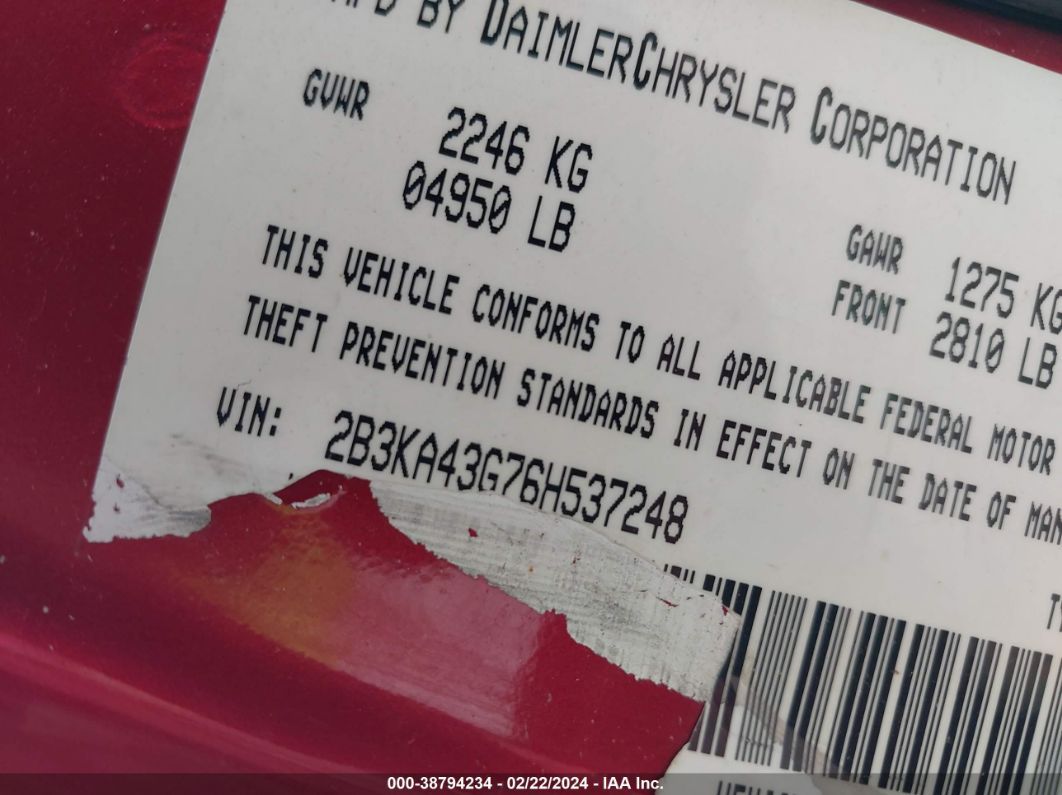 MFD BY DAIMLERCHRYSLER CORPORATION
GVWR 2246 KG
04950 LB
GAWR 1275 KG
FRONT 2810 LB
THIS VEHICLE CONFORMS TO ALL APPLICABLE FEDERAL MOTOR
THEFT PREVENTION STANDARDS IN EFFECT ON THE DATE OF MAN
VIN: 2B3KA43G76H537248
000-38794234 - 02/22/2024 - IAA Inc.